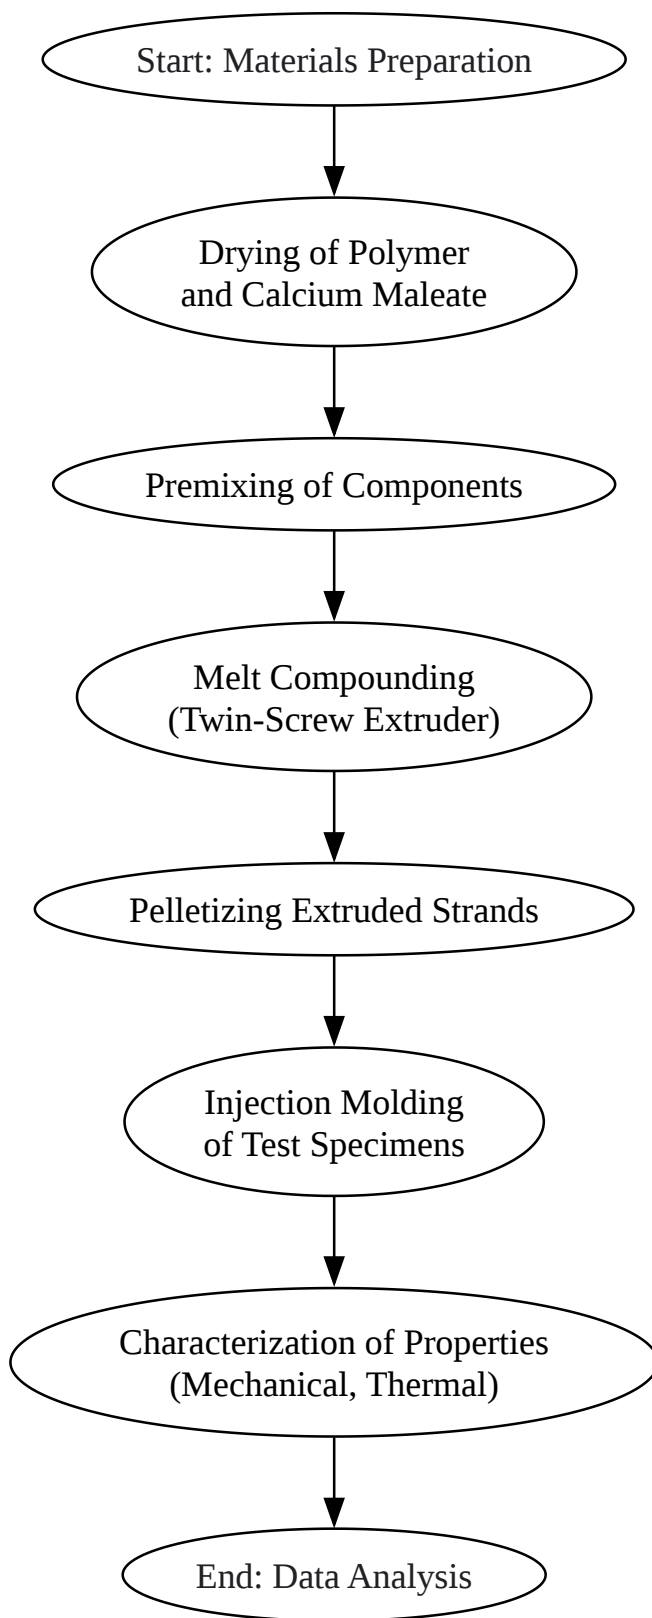 Start: Materials Preparation
Drying of Polymer
and Calcium Maleate
Premixing of Components
Melt Compounding
(Twin-Screw Extruder)
Pelletizing Extruded Strands
Injection Molding
of Test Specimens
Characterization of Properties
(Mechanical, Thermal)
End: Data Analysis